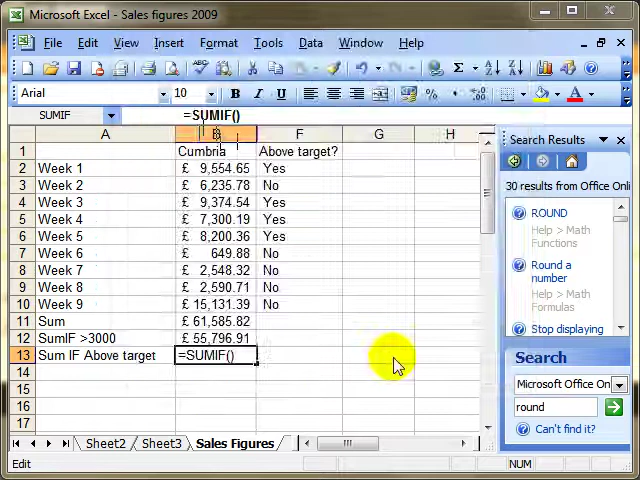 Microsoft Excel - Sales figures 2009
File Edit View Insert Format Tools Data Window Help
Arial 10 B I U
SUMIF =SUMIF()
A B F G H
1 Cumbria Above target?
2 Week 1 £ 9,554.65 Yes
3 Week 2 £ 6,235.78 No
4 Week 3 £ 9,374.54 Yes
5 Week 4 £ 7,300.19 Yes
6 Week 5 £ 8,200.36 Yes
7 Week 6 £ 649.88 No
8 Week 7 £ 2,548.32 No
9 Week 8 £ 2,590.71 No
10 Week 9 £ 15,131.39 No
11 Sum £ 61,585.82
12 SumIF >3000 £ 55,796.91
13 Sum IF Above target =SUMIF()
14
15
16
17
Sheet2 Sheet3 Sales Figures
Edit NUM
Search Results
30 results from Office Onli
ROUND
Help > Math
Functions
Round a
number
Help > Math
Formulas
Stop displaying
Search
Microsoft Office On
round
Can't find it?